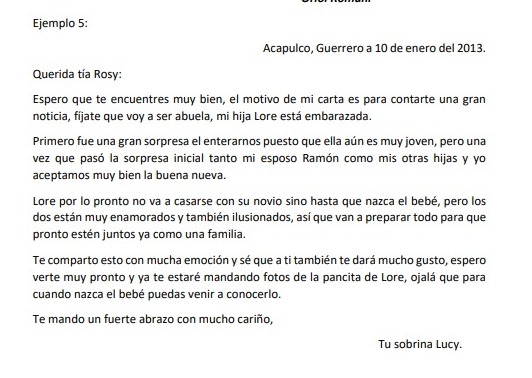 Ejemplo 5:
Acapulco, Guerrero a 10 de enero del 2013.
Querida tía Rosy:
Espero que te encuentres muy bien, el motivo de mi carta es para contarte una gran
noticia, fíjate que voy a ser abuela, mi hija Lore está embarazada.
Primero fue una gran sorpresa el enterarnos puesto que ella aún es muy joven, pero una
vez que pasó la sorpresa inicial tanto mi esposo Ramón como mis otras hijas y yo
aceptamos muy bien la buena nueva.
Lore por lo pronto no va a casarse con su novio sino hasta que nazca el bebé, pero los
dos están muy enamorados y también ilusionados, así que van a preparar todo para que
pronto estén juntos ya como una familia.
Te comparto esto con mucha emoción y sé que a ti también te dará mucho gusto, espero
verte muy pronto y ya te estaré mandando fotos de la pancita de Lore, ojalá que para
cuando nazca el bebé puedas venir a conocerlo.
Te mando un fuerte abrazo con mucho cariño,
Tu sobrina Lucy.